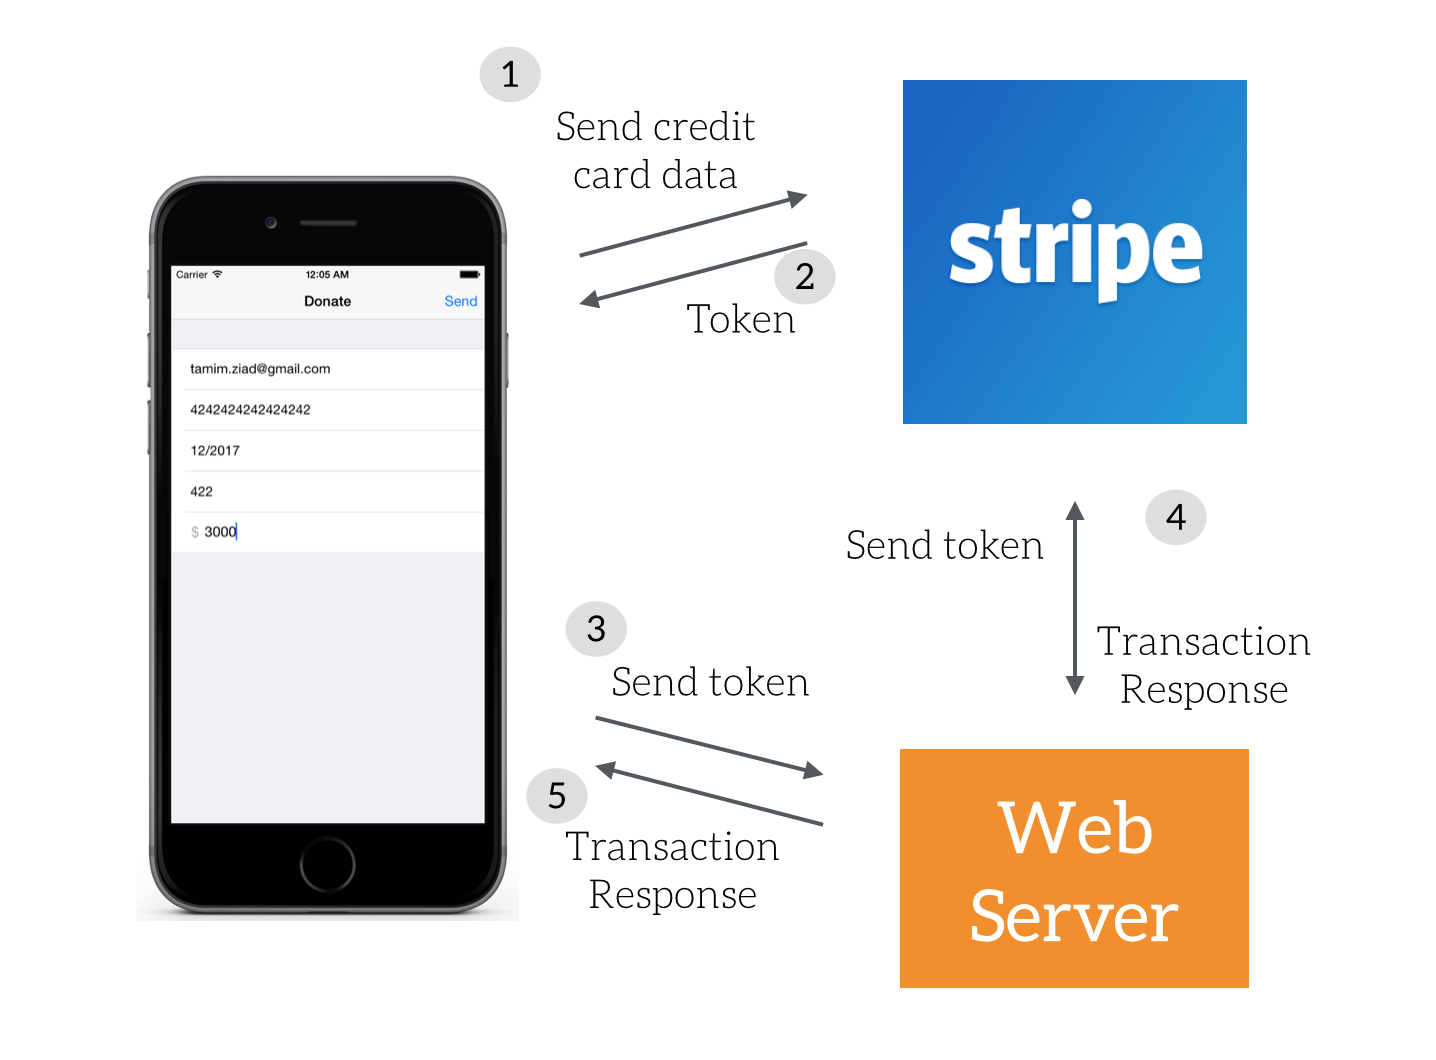 1
Send credit
card data
stripe
2
Token
Carrier 12:05 AM
Donate Send
tamim.ziad@gmail.com
4242424242424242
12/2017
422
$ 3000
4
Send token
Transaction
Response
3
Send token
5
Transaction
Response
Web
Server